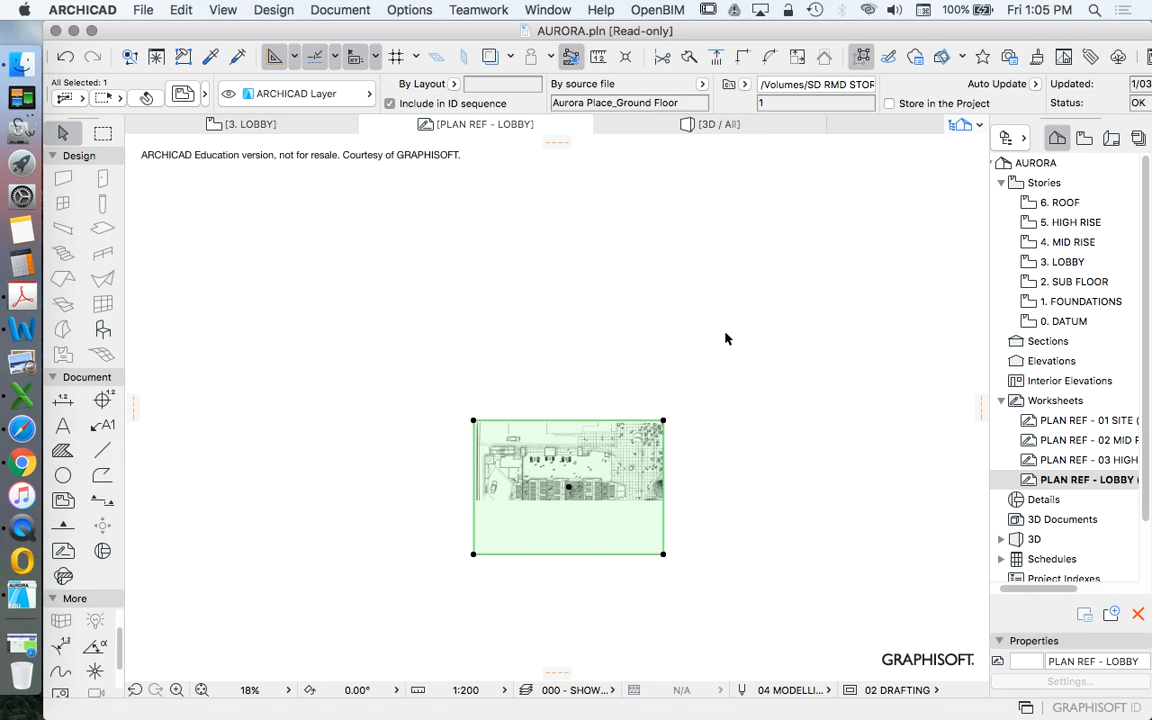 ARCHICAD File Edit View Design Document Options Teamwork Window Help OpenBIM 100% Fri 1:05 PM
AURORA.pln [Read-only]
All Selected: 1
ARCHICAD Layer
By Layout
Include in ID sequence
By source file
Aurora Place_Ground Floor
/Volumes/SD RMD STOR
1
Auto Update
Store in the Project
Updated: 1/03
Status: OK
[3. LOBBY]
[PLAN REF - LOBBY]
[3D / All]
ARCHICAD Education version, not for resale. Courtesy of GRAPHISOFT.
Design
Document
More
AURORA
Stories
6. ROOF
5. HIGH RISE
4. MID RISE
3. LOBBY
2. SUB FLOOR
1. FOUNDATIONS
0. DATUM
Sections
Elevations
Interior Elevations
Worksheets
PLAN REF - 01 SITE (
PLAN REF - 02 MID F
PLAN REF - 03 HIGH
PLAN REF - LOBBY (
Details
3D Documents
3D
Schedules
Project Indexes
Properties
PLAN REF - LOBBY
Settings...
GRAPHISOFT.
18% 0.00° 1:200 000 - SHOW... N/A 04 MODELLI... 02 DRAFTING
GRAPHISOFT ID